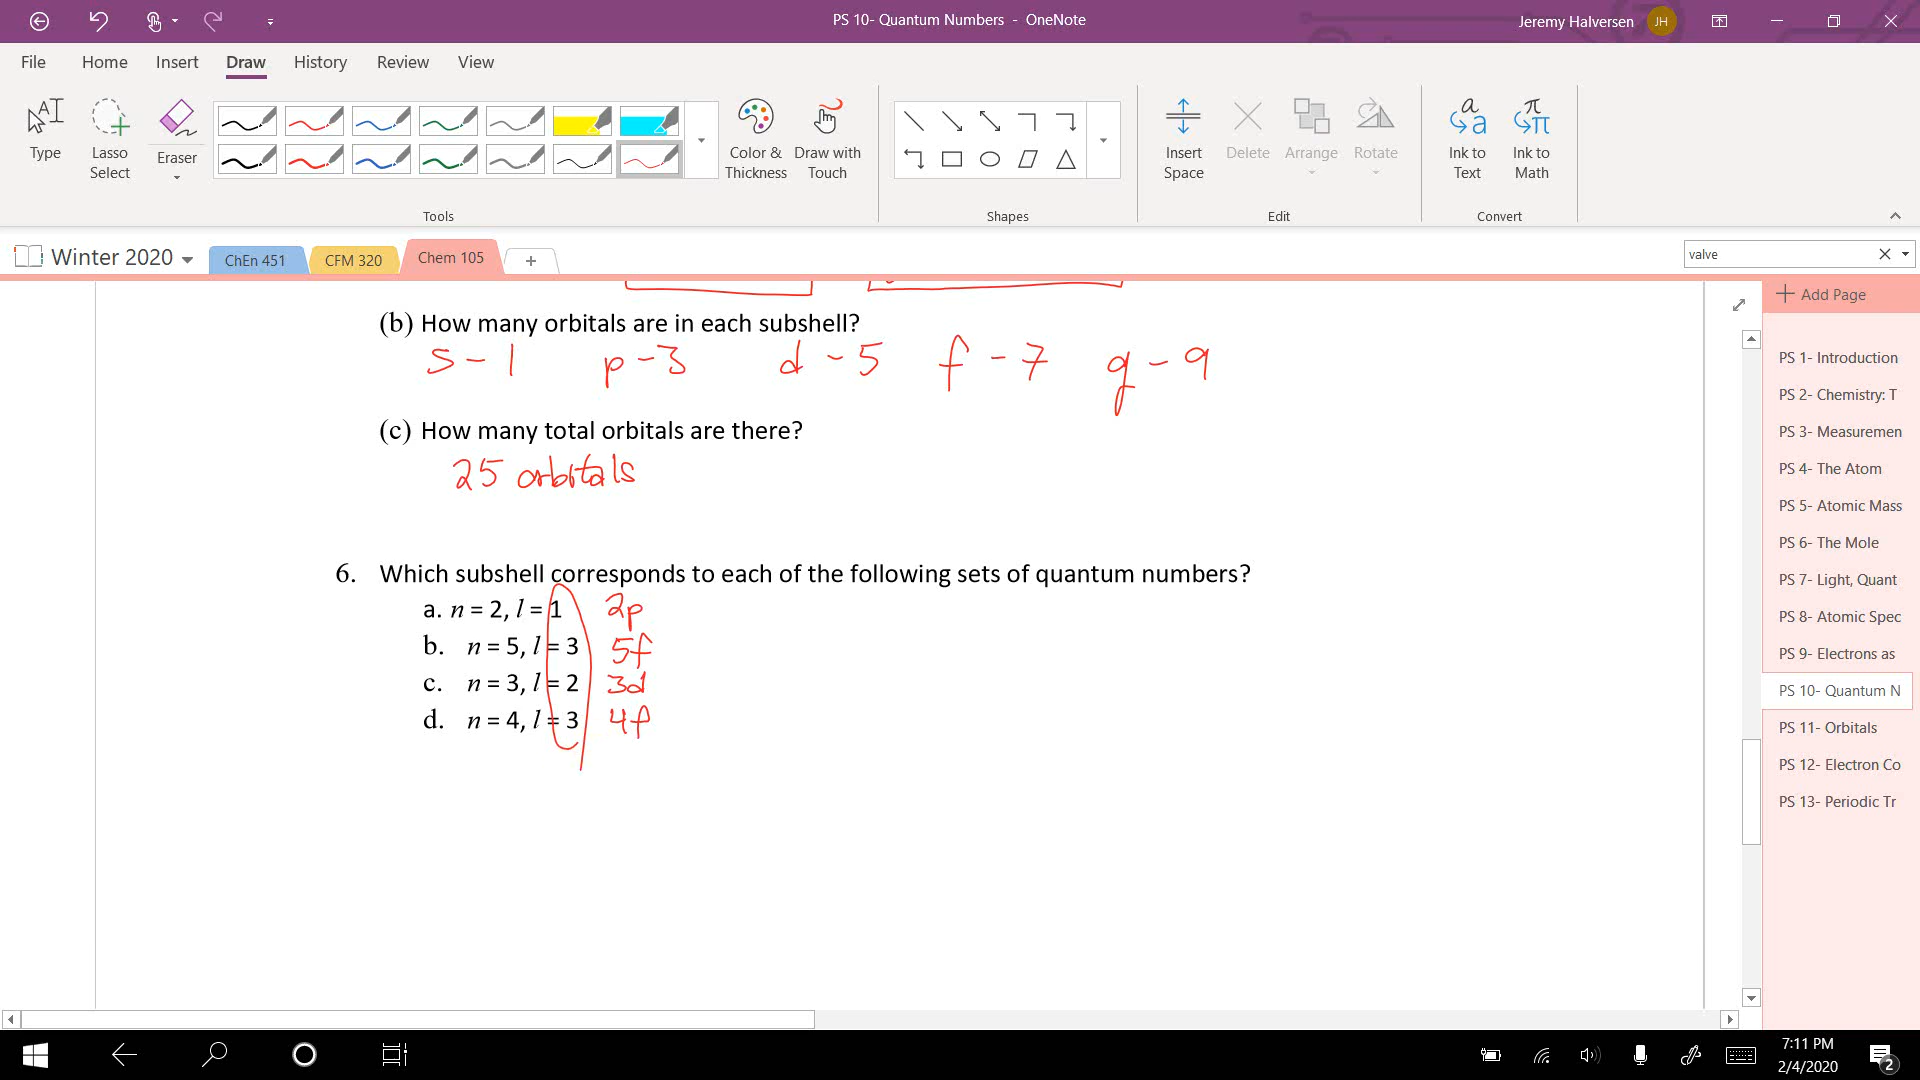 PS 10- Quantum Numbers - OneNote
Jeremy Halversen JH
File Home Insert Draw History Review View
Type
Lasso Select
Eraser
Color & Thickness
Draw with Touch
Insert Space
Delete
Arrange
Rotate
Ink to Text
Ink to Math
Tools
Shapes
Edit
Convert
Winter 2020
ChEn 451
CFM 320
Chem 105
valve
(b) How many orbitals are in each subshell?
s - 1 p - 3 d - 5 f - 7 g - 9
(c) How many total orbitals are there?
25 orbitals
6. Which subshell corresponds to each of the following sets of quantum numbers?
a. n = 2, l = 1 2p
b. n = 5, l = 3 5f
c. n = 3, l = 2 3d
d. n = 4, l = 3 4f
Add Page
PS 1- Introduction
PS 2- Chemistry: T
PS 3- Measuremen
PS 4- The Atom
PS 5- Atomic Mass
PS 6- The Mole
PS 7- Light, Quant
PS 8- Atomic Spec
PS 9- Electrons as
PS 10- Quantum N
PS 11- Orbitals
PS 12- Electron Co
PS 13- Periodic Tr
7:11 PM
2/4/2020
2